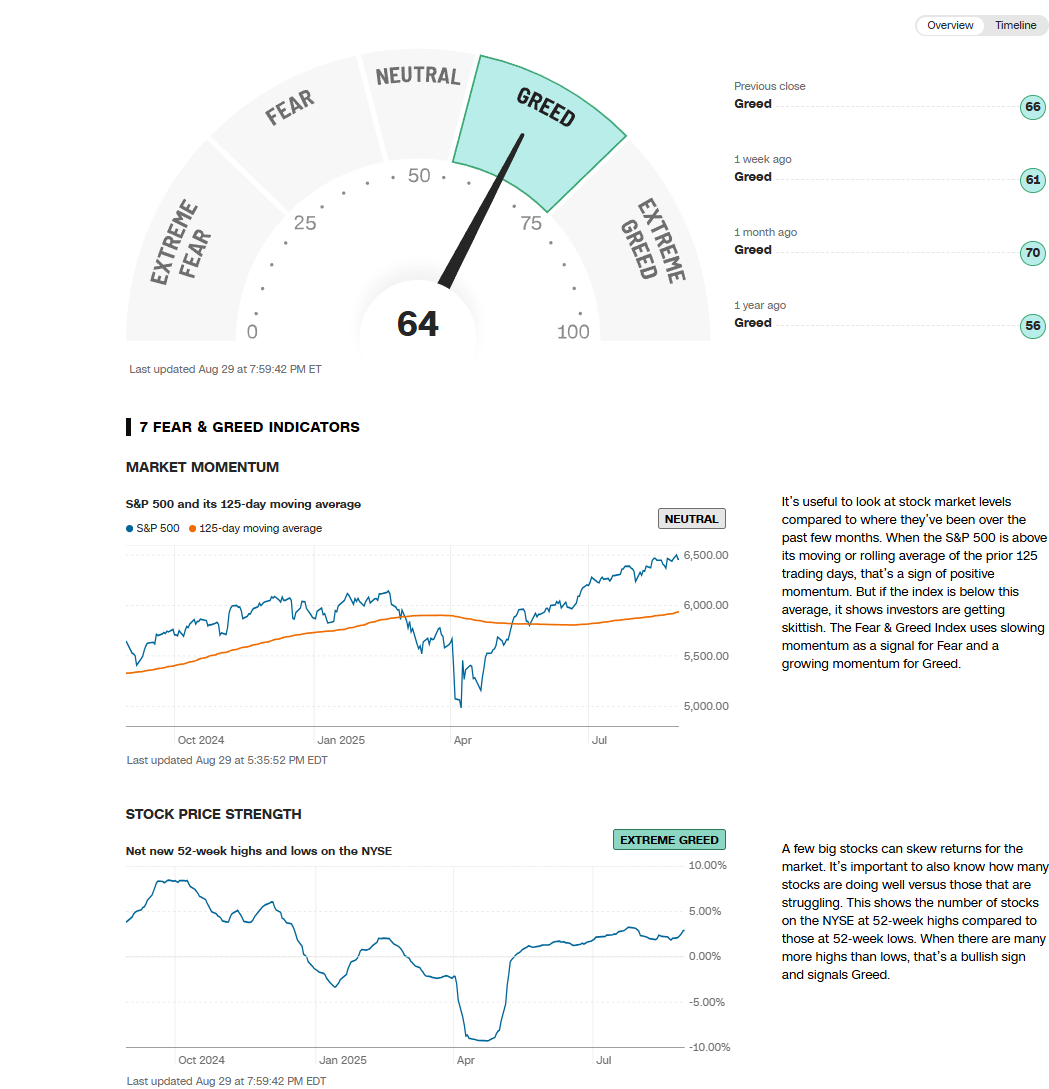 Overview Timeline
EXTREME FEAR
FEAR
NEUTRAL
GREED
EXTREME GREED
0
25
50
75
100
64
Last updated Aug 29 at 7:59:42 PM ET
Previous close
Greed 66
1 week ago
Greed 61
1 month ago
Greed 70
1 year ago
Greed 56
7 FEAR & GREED INDICATORS
MARKET MOMENTUM
S&P 500 and its 125-day moving average
S&P 500 125-day moving average
NEUTRAL
6,500.00
6,000.00
5,500.00
5,000.00
Oct 2024 Jan 2025 Apr Jul
Last updated Aug 29 at 5:35:52 PM EDT
It's useful to look at stock market levels
compared to where they've been over the
past few months. When the S&P 500 is above
its moving or rolling average of the prior 125
trading days, that's a sign of positive
momentum. But if the index is below this
average, it shows investors are getting
skittish. The Fear & Greed Index uses slowing
momentum as a signal for Fear and a
growing momentum for Greed.
STOCK PRICE STRENGTH
Net new 52-week highs and lows on the NYSE
EXTREME GREED
10.00%
5.00%
0.00%
-5.00%
-10.00%
Oct 2024 Jan 2025 Apr Jul
Last updated Aug 29 at 7:59:42 PM EDT
A few big stocks can skew returns for the
market. It's important to also know how many
stocks are doing well versus those that are
struggling. This shows the number of stocks
on the NYSE at 52-week highs compared to
those at 52-week lows. When there are many
more highs than lows, that's a bullish sign
and signals Greed.